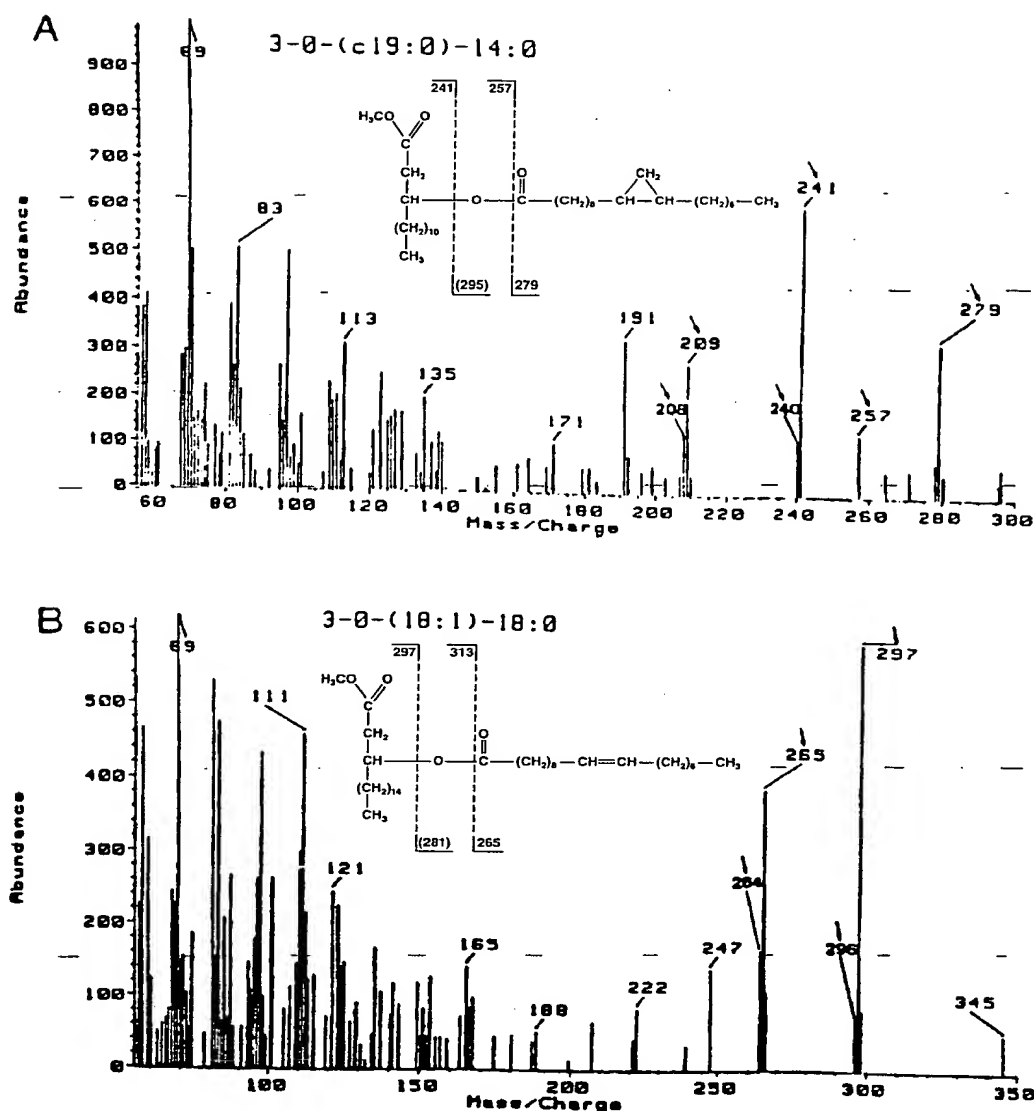 A
3-0-(c19:0)-14:0
Abundance
900
800
700
600
500
400
300
200
100
0
69
83
113
135
171
191
208
209
240
241
257
279
241
257
H₃CO
O
C
CH₂
CH
(CH₂)₁₀
CH₃
O
O
C
(CH₂)₈
CH₂
CH
CH
(CH₂)₆
CH₃
(295)
279
60 80 100 120 140 160 180 200 220 240 260 280 300
Mass/Charge
B
3-0-(18:1)-18:0
Abundance
600
500
400
300
200
100
0
69
111
121
165
188
222
247
264
265
296
297
345
297
313
H₃CO
O
C
CH₂
CH
(CH₂)₁₄
CH₃
O
O
C—(CH₂)₈—CH=CH—(CH₂)₆—CH₃
(281)
265
100 150 200 250 300 350
Mass/Charge